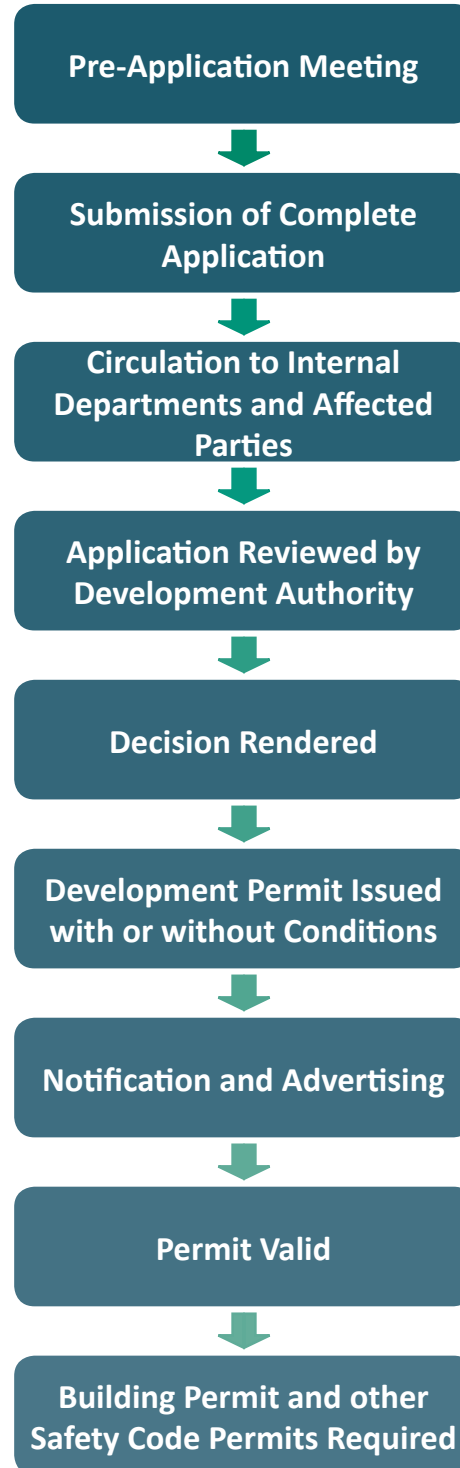 Pre-Application Meeting
Submission of Complete
Application
Circulation to Internal
Departments and Affected
Parties
Application Reviewed by
Development Authority
Decision Rendered
Development Permit Issued
with or without Conditions
Notification and Advertising
Permit Valid
Building Permit and other
Safety Code Permits Required